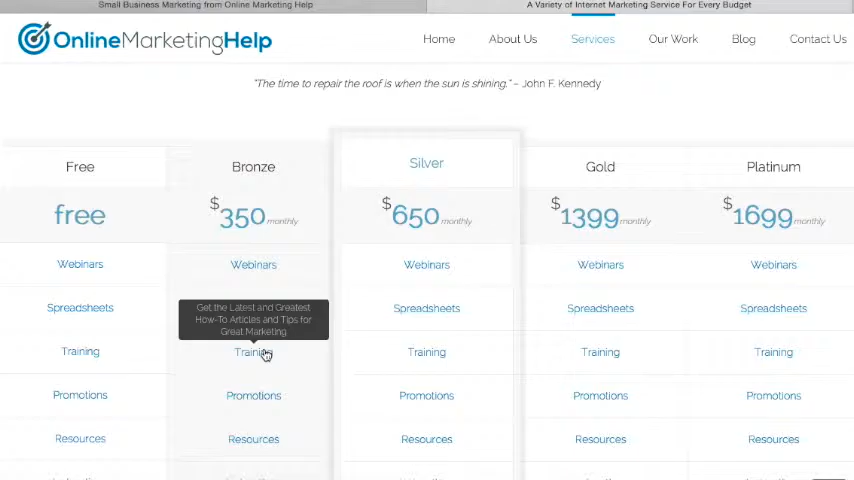 Small Business Marketing from Online Marketing Help
A Variety of Internet Marketing Service For Every Budget
OnlineMarketingHelp
Home About Us Services Our Work Blog Contact Us
"The time to repair the roof is when the sun is shining." – John F. Kennedy
Free Bronze Silver Gold Platinum
free $350 monthly $650 monthly $1399 monthly $1699 monthly
Webinars Webinars Webinars Webinars Webinars
Spreadsheets Spreadsheets Spreadsheets Spreadsheets
Get the Latest and Greatest
How-To Articles and Tips for
Great Marketing
Training Training Training Training Training
Promotions Promotions Promotions Promotions Promotions
Resources Resources Resources Resources Resources